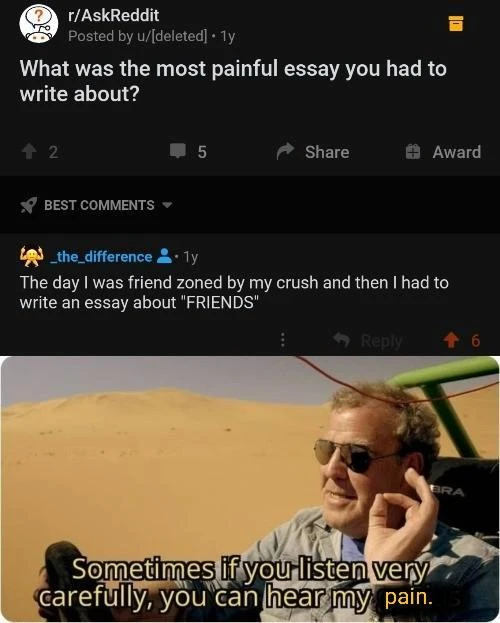 r/AskReddit
Posted by u/[deleted] • 1y
What was the most painful essay you had to
write about?
2
5
Share
Award
BEST COMMENTS
_the_difference • 1y
The day I was friend zoned by my crush and then I had to
write an essay about "FRIENDS"
Reply
6
BRA
Sometimes if you listen very
carefully, you can hear my pain.